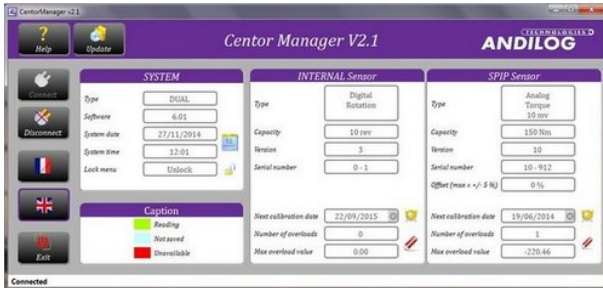 CentorManager V2.1
Help
Update
Centor Manager V2.1
TECHNOLOGIES
ANDILOG
Connect
Disconnect
Exit
SYSTEM
Type
DUAL
Software
6.01
System date
27/11/2014
System time
12:01
Lock menu
Unlock
Caption
Reading
Not saved
Unavailable
INTERNAL Sensor
Type
Digital
Rotation
Capacity
10 rev
Version
3
Serial number
0 - 1
Next calibration date
22/09/2015
Number of overloads
0
Max overload value
0.00
SPIP Sensor
Type
Analog
Torque
10 mv
Capacity
150 Nm
Version
10
Serial number
10 - 912
Offset (max = +/- 5 %)
0 %
Next calibration date
19/06/2014
Number of overloads
1
Max overload value
-220.46
Connected